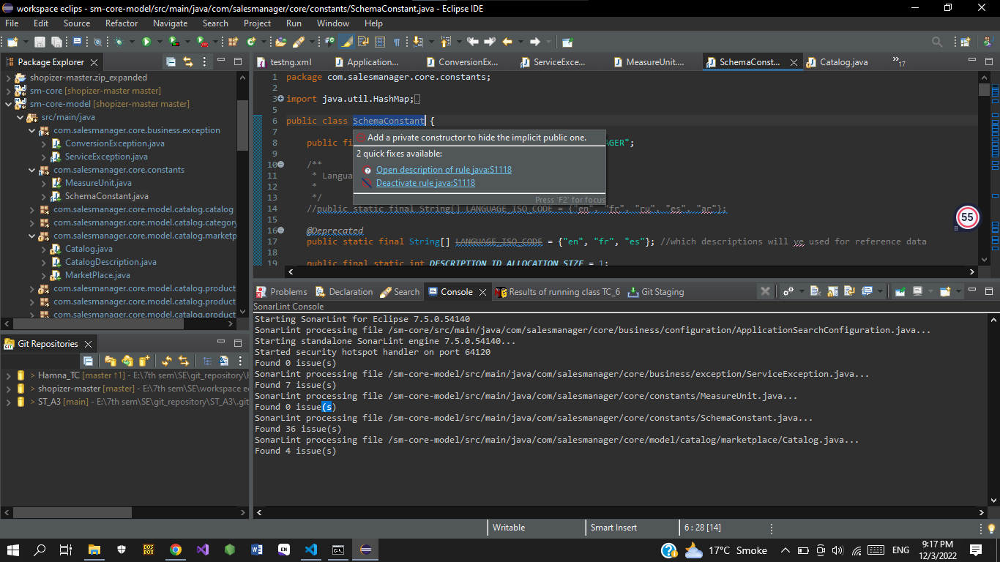 workspace eclips - sm-core-model/src/main/java/com/salesmanager/core/constants/SchemaConstant.java - Eclipse IDE
File Edit Source Refactor Navigate Search Project Run Window Help
Package Explorer
shopizer-master.zip_expanded
sm-core [shopizer-master master]
sm-core-model [shopizer-master master]
src/main/java
com.salesmanager.core.business.exception
ConversionException.java
ServiceException.java
com.salesmanager.core.constants
MeasureUnit.java
SchemaConstant.java
com.salesmanager.core.model.catalog.catalog
com.salesmanager.core.model.catalog.category
com.salesmanager.core.model.catalog.marketp
Catalog.java
CatalogDescription.java
MarketPlace.java
com.salesmanager.core.model.catalog.product
com.salesmanager.core.model.catalog.product
com.salesmanager.core.model.catalog.product
Git Repositories
GIT
> Hamna_TC [master ↑1] - E:\7th sem\SE\git_repository\
> shopizer-master [master] - E:\7th sem\SE\workspace e
> ST_A3 [main] - E:\7th sem\SE\git_repository\ST_A3\.git
testng.xml Application... ConversionEx... ServiceExce... MeasureUnit.... SchemaConst... Catalog.java »17
1 package com.salesmanager.core.constants;
2
3 import java.util.HashMap;
5
6 public class SchemaConstant {
7
8 public fi AGER";
9
10 /**
11 * Langua
12 *
13 */
14 //public static final String[] LANGUAGE_ISO_CODE = {"en", "fr", "ru", "es", "ar"};
15
16 @Deprecated
17 public static final String[] LANGUAGE_ISO_CODE = {"en", "fr", "es"}; //which descriptions will ve used for reference data
18
19 public final static int DESCRIPTION_ID_ALLOCATION_SIZE = 1;
Add a private constructor to hide the implicit public one.
2 quick fixes available:
Open description of rule java:S1118
Deactivate rule java:S1118
Press 'F2' for focus
55
Problems Declaration Search Console Results of running class TC_6 Git Staging
SonarLint Console
Starting SonarLint for Eclipse 7.5.0.54140
SonarLint processing file /sm-core/src/main/java/com/salesmanager/core/business/configuration/ApplicationSearchConfiguration.java...
Starting standalone SonarLint engine 7.5.0.54140...
Started security hotspot handler on port 64120
Found 0 issue(s)
SonarLint processing file /sm-core-model/src/main/java/com/salesmanager/core/business/exception/ServiceException.java...
Found 7 issue(s)
SonarLint processing file /sm-core-model/src/main/java/com/salesmanager/core/constants/MeasureUnit.java...
Found 0 issue(s)
SonarLint processing file /sm-core-model/src/main/java/com/salesmanager/core/constants/SchemaConstant.java...
Found 36 issue(s)
SonarLint processing file /sm-core-model/src/main/java/com/salesmanager/core/model/catalog/marketplace/Catalog.java...
Found 4 issue(s)
Writable Smart Insert 6 : 28 [14]
DOS BOX
EN
17°C Smoke
ENG
9:17 PM
12/3/2022